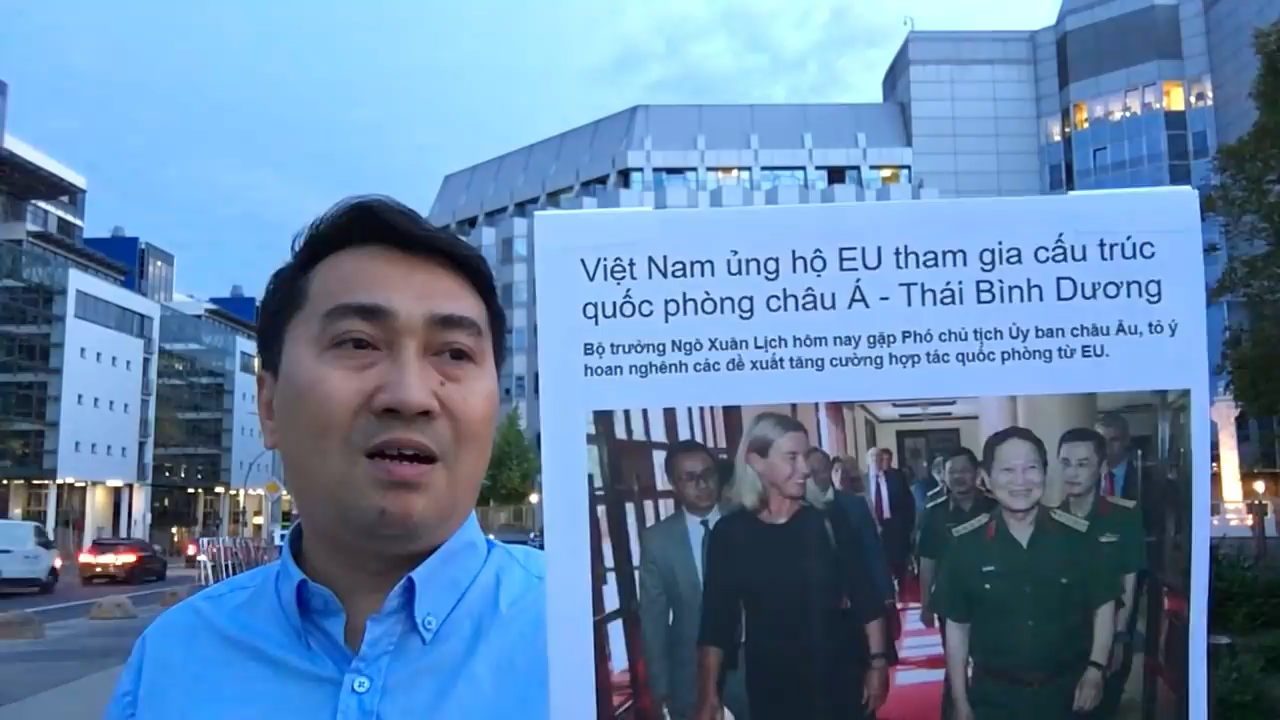 Việt Nam ủng hộ EU tham gia cấu trúc
quốc phòng châu Á - Thái Bình Dương
Bộ trưởng Ngô Xuân Lịch hôm nay gặp Phó chủ tịch Ủy ban châu Âu, tỏ ý
hoan nghênh các đề xuất tăng cường hợp tác quốc phòng từ EU.